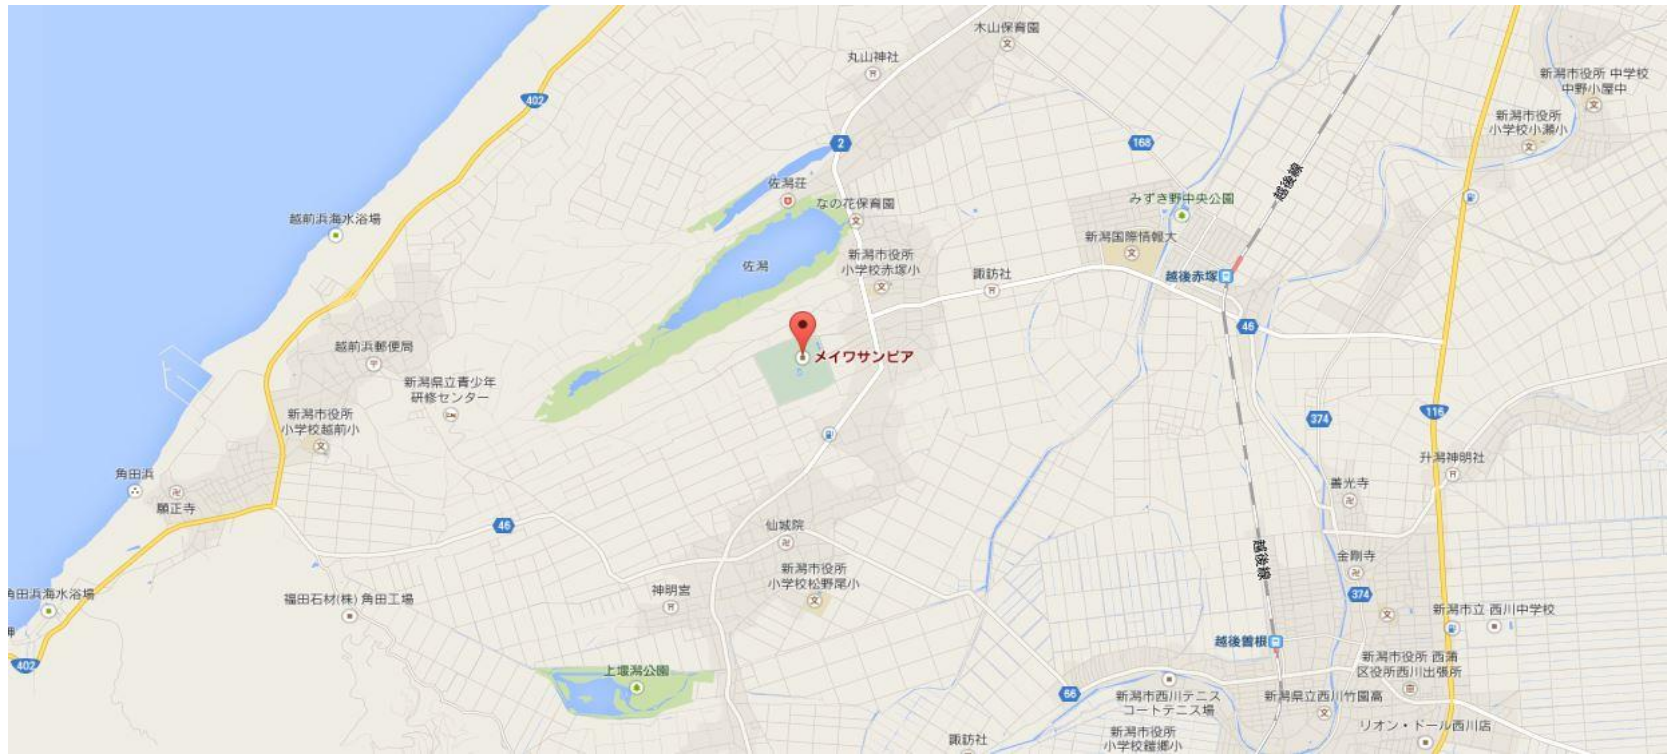 木山保育園
丸山神社
新潟市役所 中学校
中野小屋中
402
新潟市役所
小学校小瀬小
2
168
佐潟荘
越後線
なの花保育園
みずき野中央公園
越前浜海水浴場
新潟国際情報大
新潟市役所
小学校赤塚小
佐潟
諏訪社
越後赤塚
46
越前浜郵便局
メイワサンピア
新潟県立青少年
研修センター
新潟市役所
小学校越前小
374
116
升潟神明社
角田浜
願正寺
善光寺
46
仙城院
越後線
金剛寺
新潟市役所
小学校松野尾小
神明宮
角田浜海水浴場
福田石材(株) 角田工場
374
新潟市立 西川中学校
岬
越後曽根
402
上堰潟公園
新潟市役所 西蒲
区役所西川出張所
66
新潟市西川テニス
コートテニス場
新潟県立西川竹園高
リオン・ドール西川店
諏訪社
新潟市役所
小学校鎧郷小